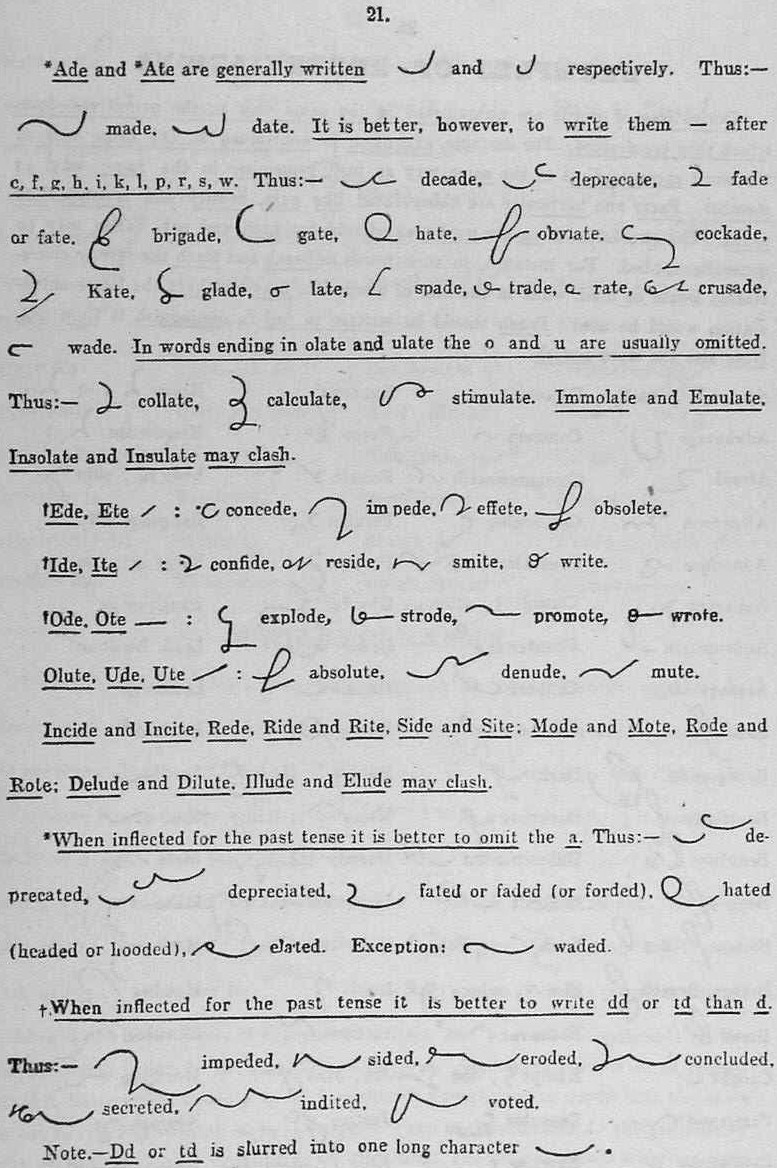 21.
*Ade and *Ate are generally written and respectively. Thus:—
made, date. It is better, however, to write them — after
c, f, g, h, i, k, l, p, r, s, w. Thus:— decade, deprecate, fade
or fate, brigade, gate, hate, obviate, cockade,
Kate, glade, late, spade, trade, rate, crusade,
wade. In words ending in olate and ulate the o and u are usually omitted.
Thus:— collate, calculate, stimulate. Immolate and Emulate,
Insolate and Insulate may clash.
†Ede, Ete : concede, impede, effete, obsolete.
†Ide, Ite : confide, reside, smite, write.
†Ode, Ote — : explode, strode, promote, wrote.
Olute, Ude, Ute : absolute, denude, mute.
Incide and Incite, Rede, Ride and Rite, Side and Site; Mode and Mote, Rode and
Rote; Delude and Dilute, Illude and Elude may clash.
*When inflected for the past tense it is better to omit the a. Thus:— de-
precated, depreciated, fated or faded (or forded), hated
(headed or hooded), elated. Exception: waded.
†When inflected for the past tense it is better to write dd or td than d.
Thus:— impeded, sided, eroded, concluded,
secreted, indited, voted.
Note.—Dd or td is slurred into one long character .